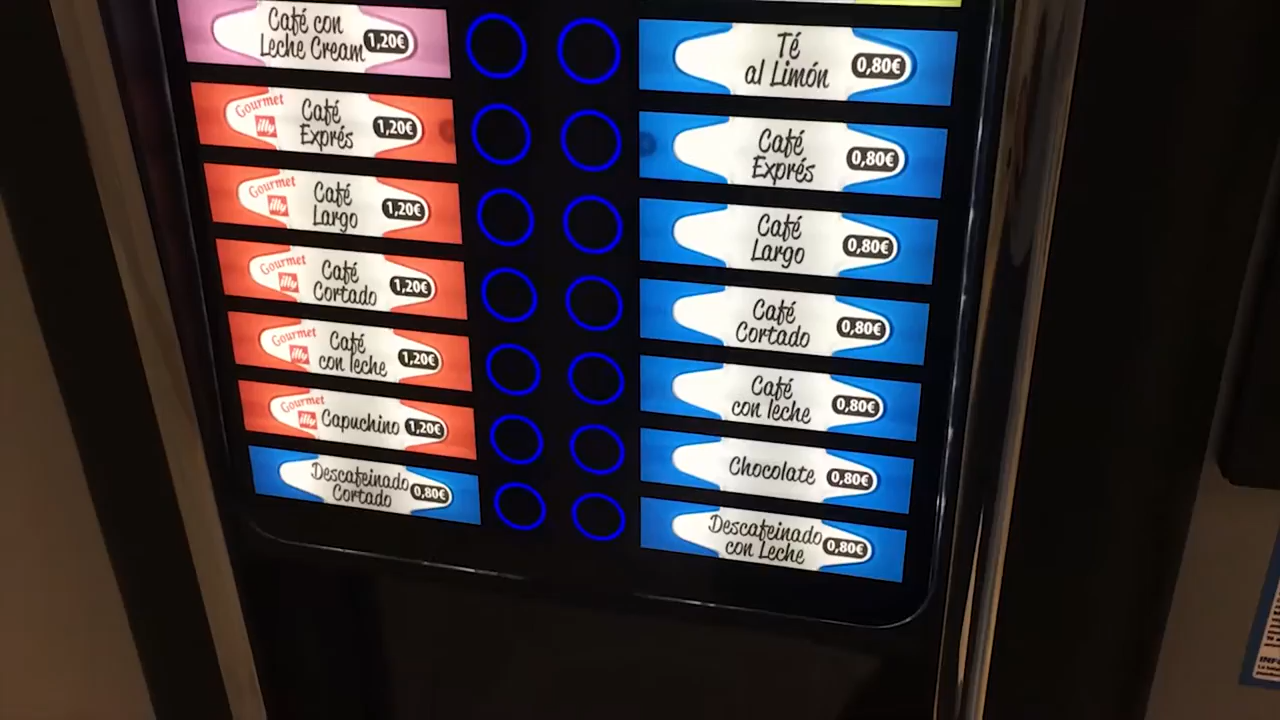 Café con
Leche Cream
1,20€
Gourmet
illy
Café
Exprés
1,20€
Gourmet
illy
Café
Largo
1,20€
Gourmet
illy
Café
Cortado
1,20€
Gourmet
illy
Café
con leche
1,20€
Gourmet
illy
Capuchino
1,20€
Descafeinado
Cortado
0,80€
Té
al Limón
0,80€
Café
Exprés
0,80€
Café
Largo
0,80€
Café
Cortado
0,80€
Café
con leche
0,80€
Chocolate
0,80€
Descafeinado
con Leche
0,80€